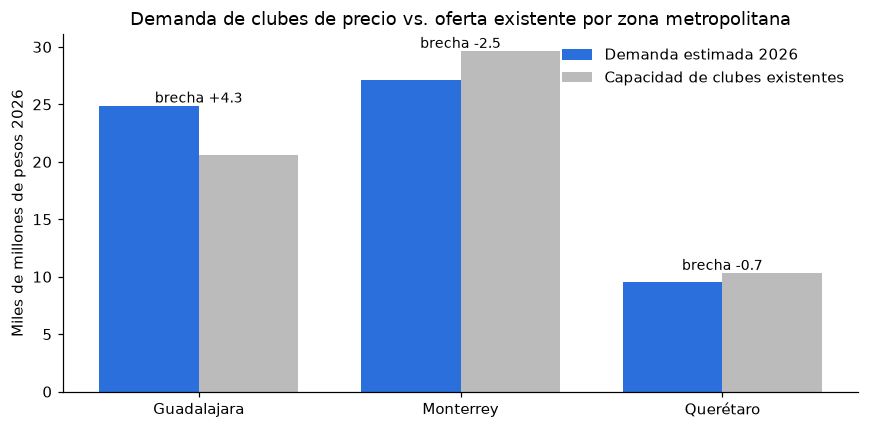 Demanda de clubes de precio vs. oferta existente por zona metropolitana
Miles de millones de pesos 2026
30
25
20
15
10
5
0
brecha +4.3
brecha -2.5
brecha -0.7
Demanda estimada 2026
Capacidad de clubes existentes
Guadalajara
Monterrey
Querétaro